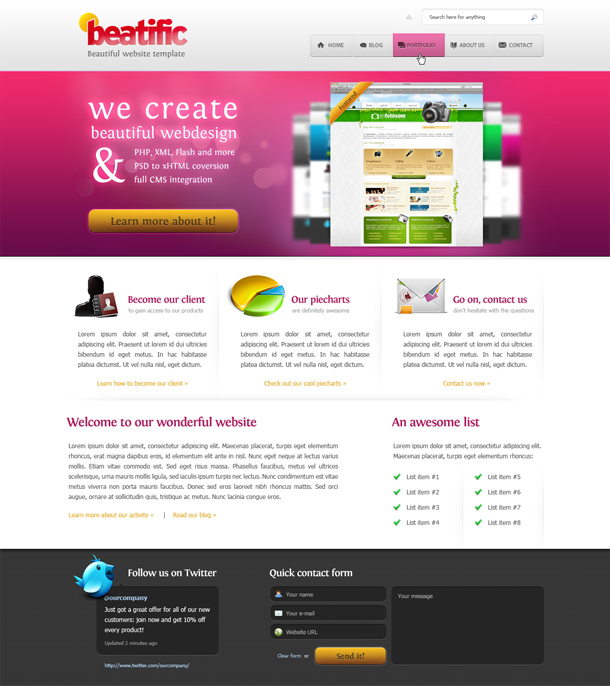 beatific
Beautiful website template
Search here for anything
HOME
BLOG
PORTFOLIO
ABOUT US
CONTACT
we create
beautiful webdesign
&
PHP, XML, Flash and more
PSD to xHTML coversion
full CMS integration
Learn more about it!
Featured
fotósom
Become our client
to gain access to our products
Lorem ipsum dolor sit amet, consectetur
adipiscing elit. Praesent ut lorem id dui ultricies
bibendum id eget metus. In hac habitasse
platea dictumst. Ut vel nulla nisl, eget luctus.
Learn how to become our client »
Our piecharts
are definitely awesome
Lorem ipsum dolor sit amet, consectetur
adipiscing elit. Praesent ut lorem id dui ultricies
bibendum id eget metus. In hac habitasse
platea dictumst. Ut vel nulla nisl, eget luctus.
Check out our cool piecharts »
Go on, contact us
don't hesitate with the questions
Lorem ipsum dolor sit amet, consectetur
adipiscing elit. Praesent ut lorem id dui ultricies
bibendum id eget metus. In hac habitasse
platea dictumst. Ut vel nulla nisl, eget luctus.
Contact us now »
Welcome to our wonderful website
Lorem ipsum dolor sit amet, consectetur adipiscing elit. Maecenas placerat, turpis eget elementum
rhoncus, erat magna dapibus eros, id elementum elit ante in nisl. Nunc eget neque at lectus varius
mollis. Etiam vitae commodo est. Sed eget risus massa. Phasellus faucibus, metus vel ultrices
scelerisque, urna mauris mollis ligula, sed iaculis ipsum turpis nec lectus. Nunc condimentum est vitae
metus viverra non porta mauris faucibus. Donec sed eros laoreet nibh rhoncus mattis. Sed orci
augue, ornare at sollicitudin quis, tristique ac metus. Nunc lacinia congue eros.
Learn more about our activity » | Read our blog »
An awesome list
Lorem ipsum dolor sit amet, consectetur adipiscing elit.
Maecenas placerat, turpis eget elementum rhoncus:
List item #1
List item #2
List item #3
List item #4
List item #5
List item #6
List item #7
List item #8
Follow us on Twitter
@ourcompany
Just got a great offer for all of our new
customers: join now and get 10% off
every product!
Updated 2 minutes ago
http://www.twitter.com/ourcompany/
Quick contact form
Your name
Your e-mail
Website URL
Clear form or
Send it!
Your message